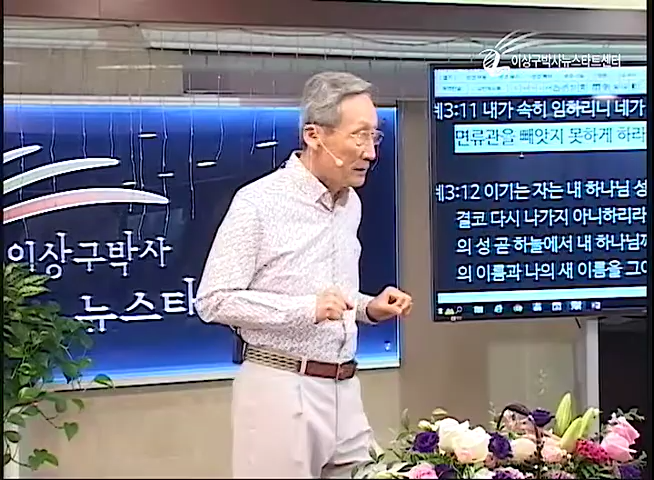 이상구박사뉴스타트센터
계3:11 내가 속히 임하리니 네가
면류관을 빼앗지 못하게 하라
계3:12 이기는 자는 내 하나님 성
결코 다시 나가지 아니하리라
의 성 곧 하늘에서 내 하나님께
의 이름과 나의 새 이름을 그
이상구박사
뉴스타